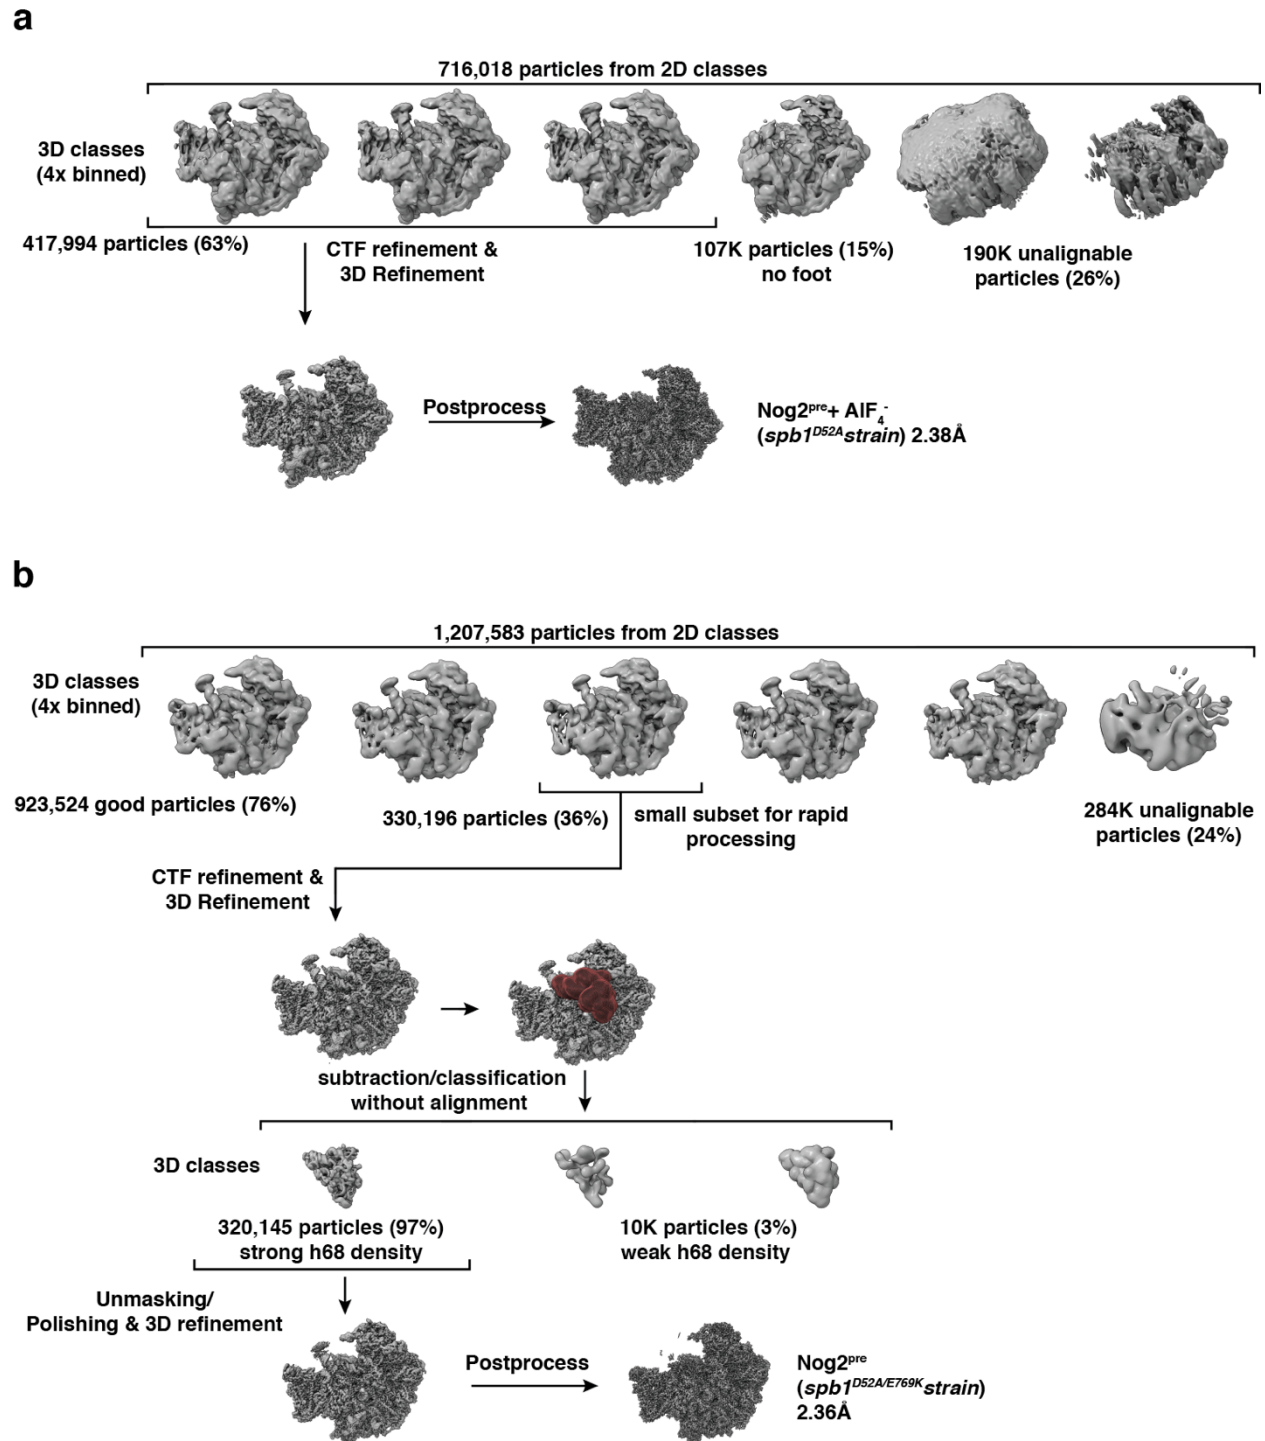 a
716,018 particles from 2D classes
3D classes
(4x binned)
417,994 particles (63%)
CTF refinement &
3D Refinement
107K particles (15%)
no foot
190K unalignable
particles (26%)
Postprocess
Nog2pre+ AlF4-
(spb1D52A strain) 2.38Å
b
1,207,583 particles from 2D classes
3D classes
(4x binned)
923,524 good particles (76%)
330,196 particles (36%)
small subset for rapid
processing
284K unalignable
particles (24%)
CTF refinement &
3D Refinement
subtraction/classification
without alignment
3D classes
320,145 particles (97%)
strong h68 density
10K particles (3%)
weak h68 density
Unmasking/
Polishing & 3D refinement
Postprocess
Nog2pre
(spb1D52A/E769K strain)
2.36Å